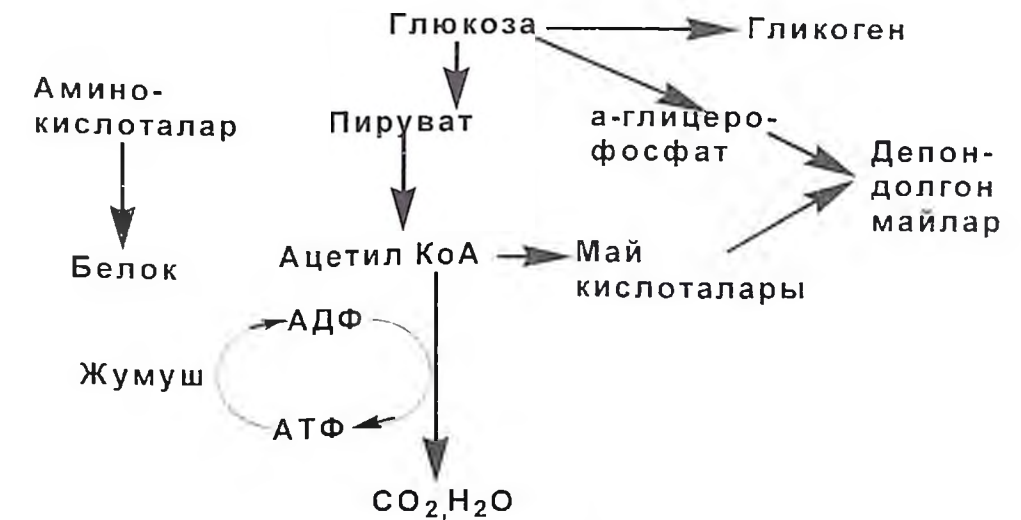 Глюкоза
Гликоген
Амино-
кислоталар
Пируват
а-глицеро-
фосфат
Депон-
долгон
майлар
Белок
Ацетил КоА
Май
кислоталары
АДФ
Жумуш
АТФ
CO2,H2O